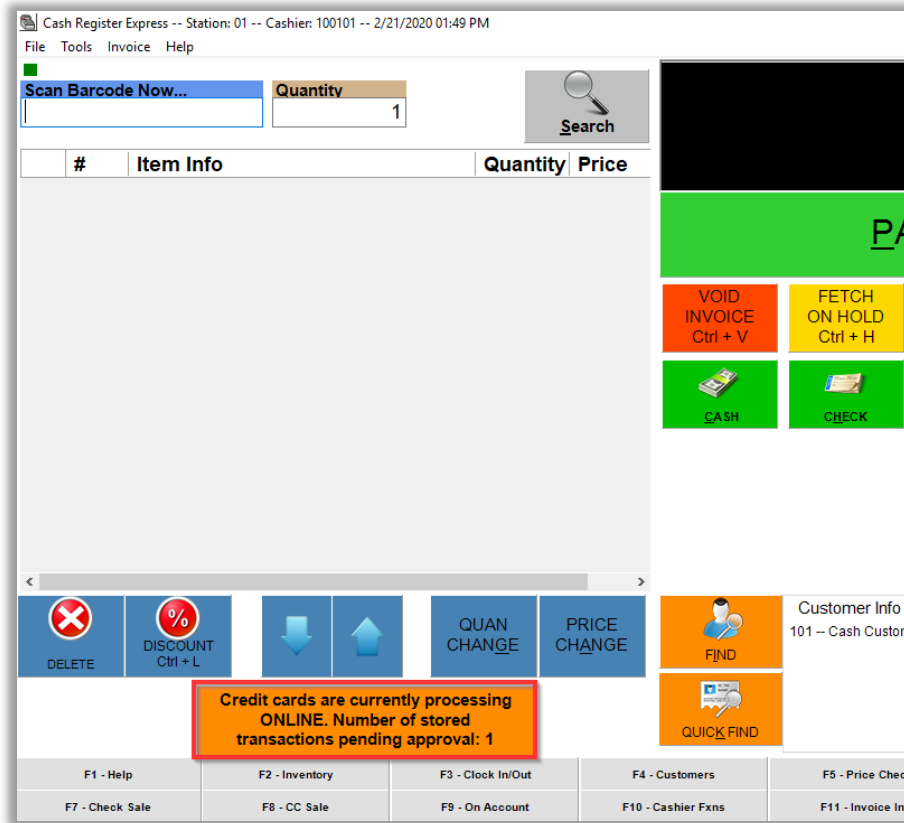 Cash Register Express -- Station: 01 -- Cashier: 100101 -- 2/21/2020 01:49 PM
File Tools Invoice Help
Scan Barcode Now...
Quantity
1
Search
# Item Info Quantity Price
PA
VOID
INVOICE
Ctrl + V
FETCH
ON HOLD
Ctrl + H
CASH
CHECK
DELETE
%
DISCOUNT
Ctrl + L
QUAN
CHANGE
PRICE
CHANGE
FIND
Customer Info
101 -- Cash Custor
QUICK FIND
Credit cards are currently processing
ONLINE. Number of stored
transactions pending approval: 1
F1 - Help F2 - Inventory F3 - Clock In/Out F4 - Customers F5 - Price Chec
F7 - Check Sale F8 - CC Sale F9 - On Account F10 - Cashier Fxns F11 - Invoice In